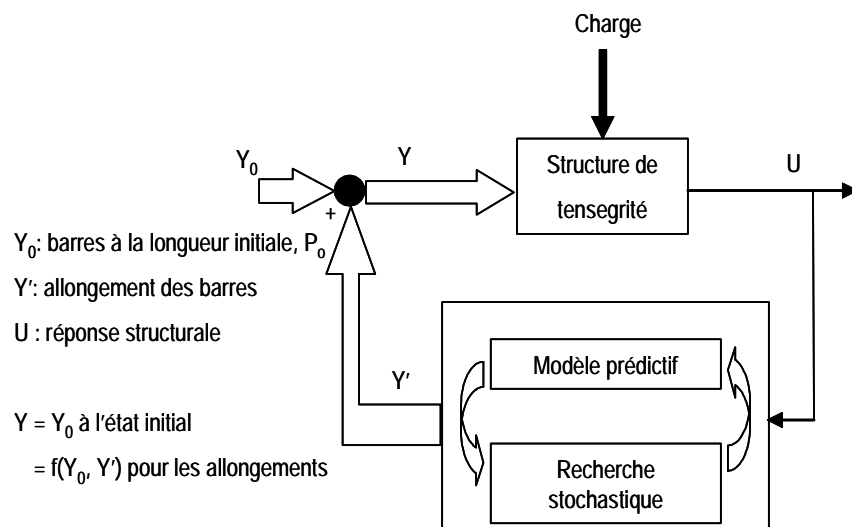 Charge
Y₀
Y
Structure de
tensegrité
U
+
Y₀: barres à la longueur initiale, Pₒ
Y': allongement des barres
U : réponse structurale
Y'
Modèle prédictif
Y = Y₀ à l'état initial
= f(Y₀, Y') pour les allongements
Recherche
stochastique